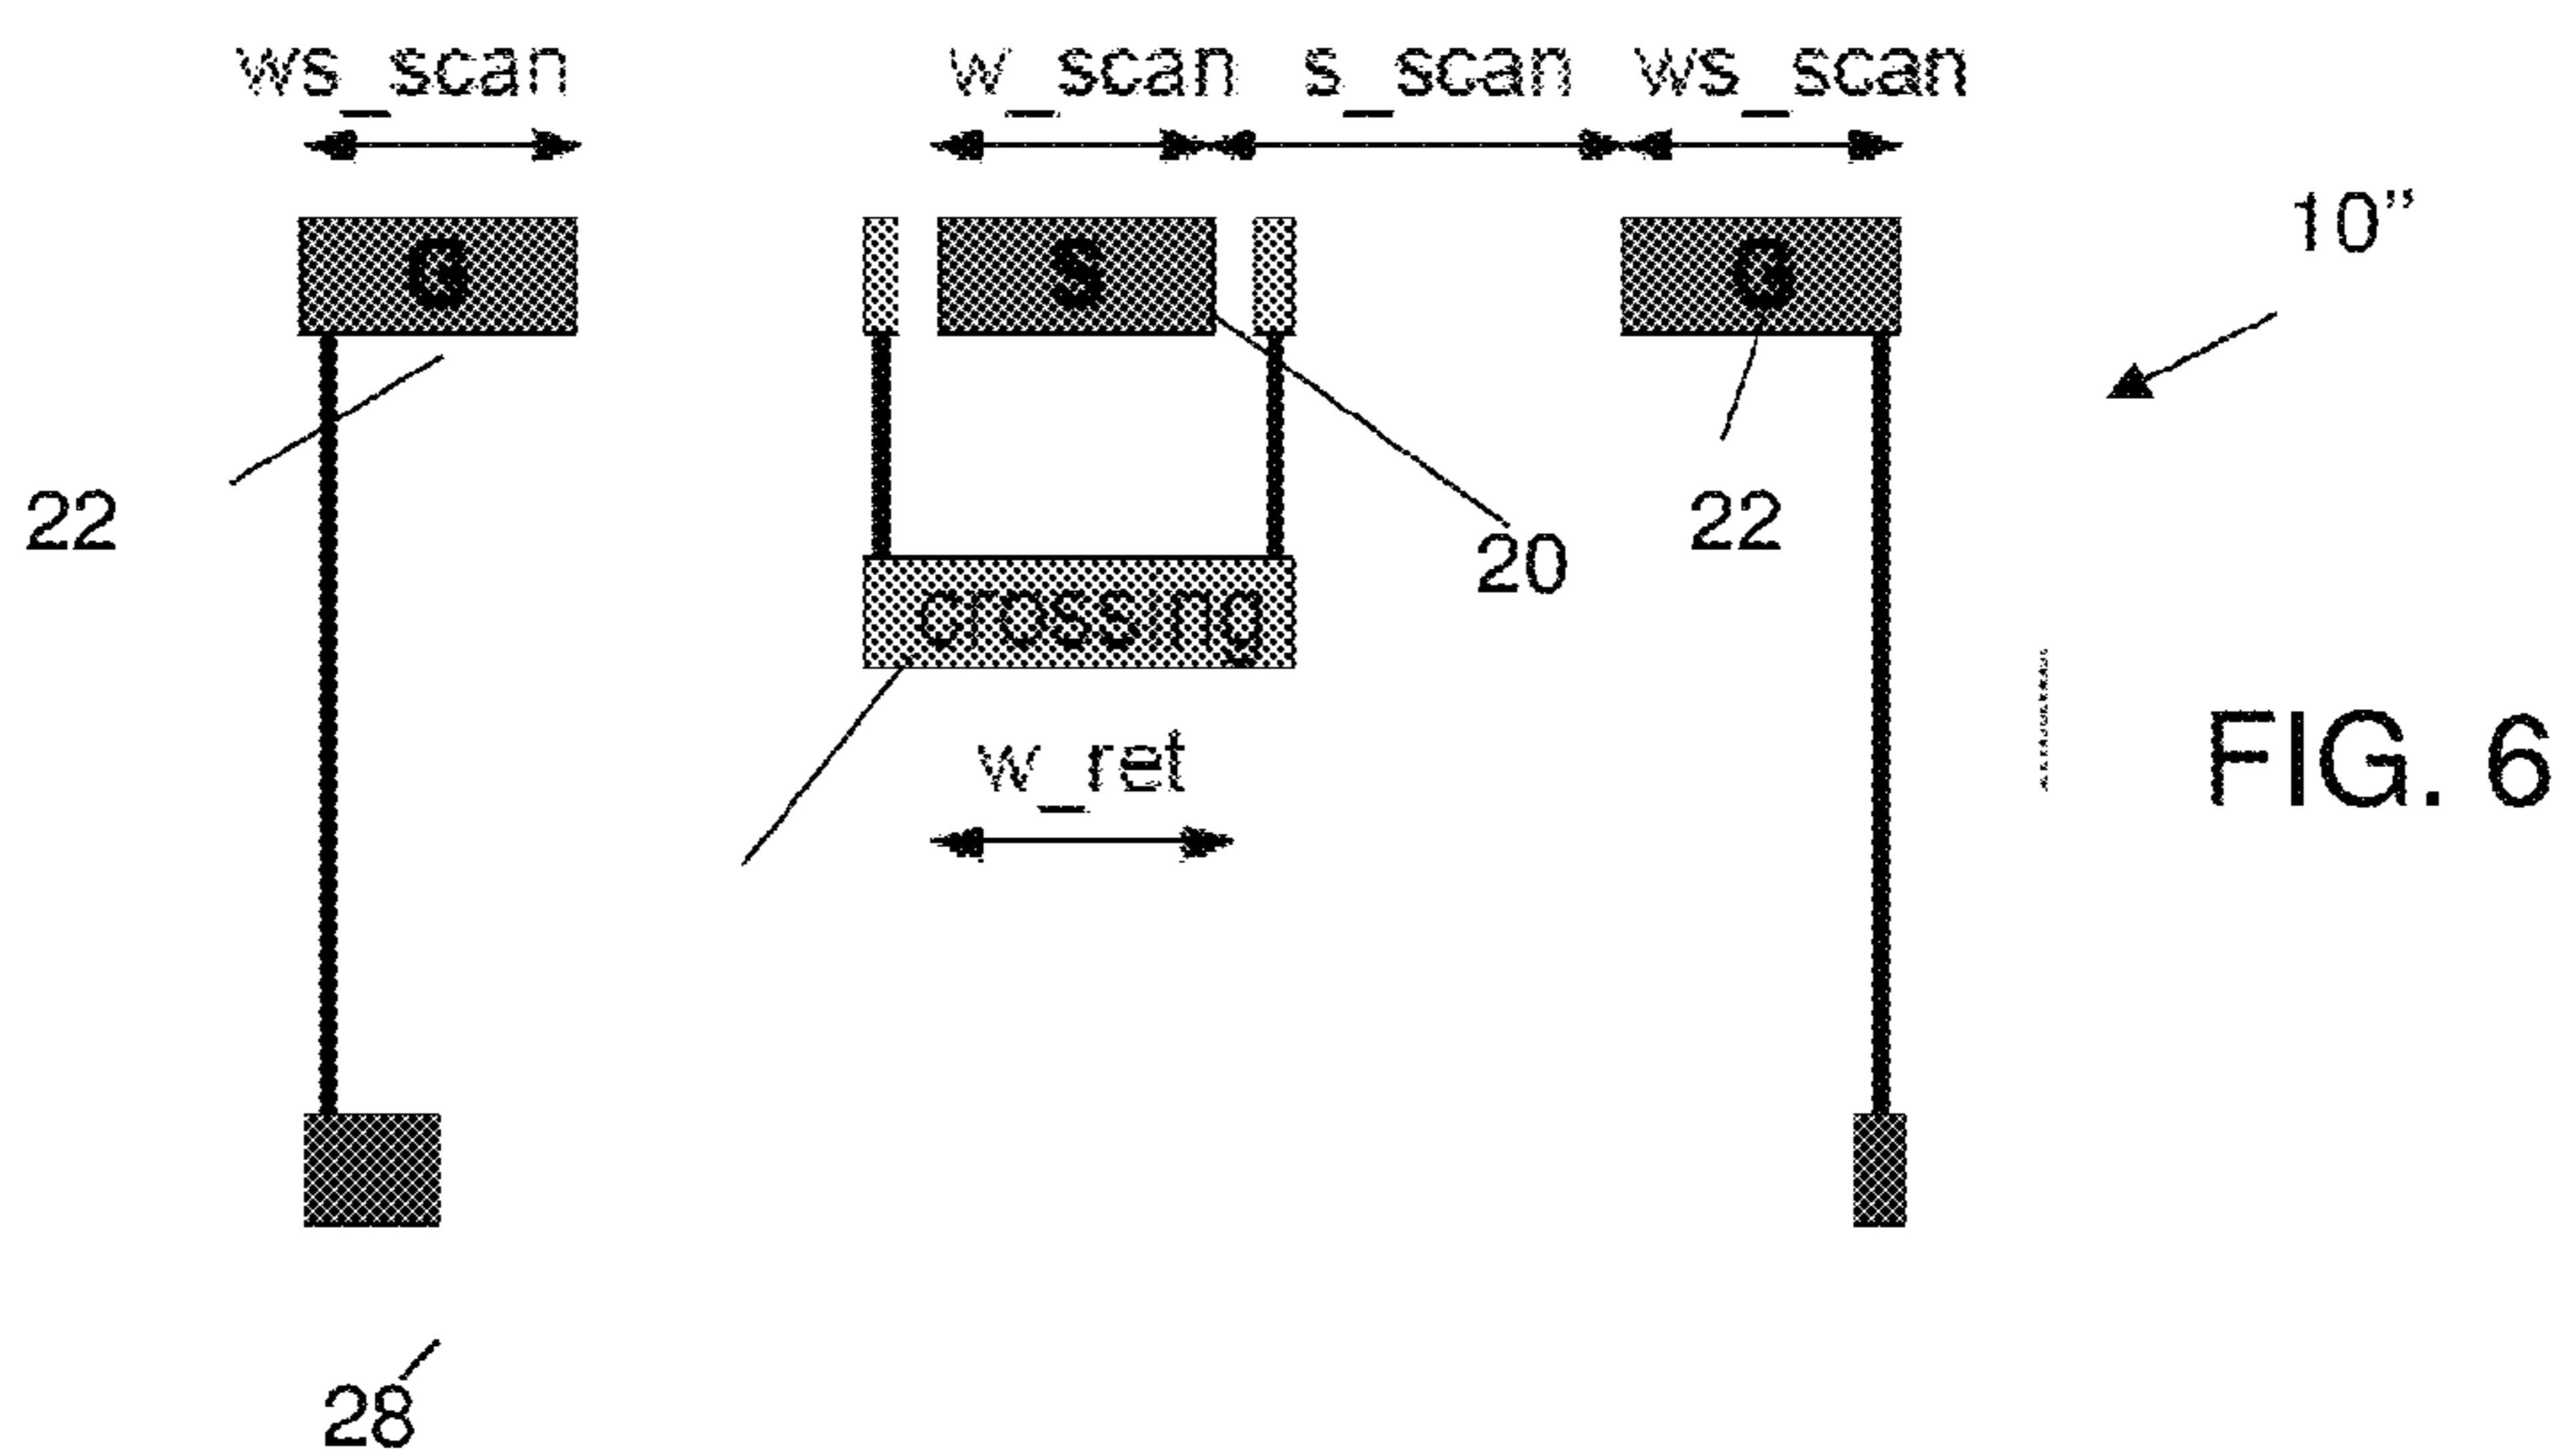 ws_scan w_scan s_scan ws_scan
10”
G S G
22 20 22
crossing
w_ret
FIG. 6
28